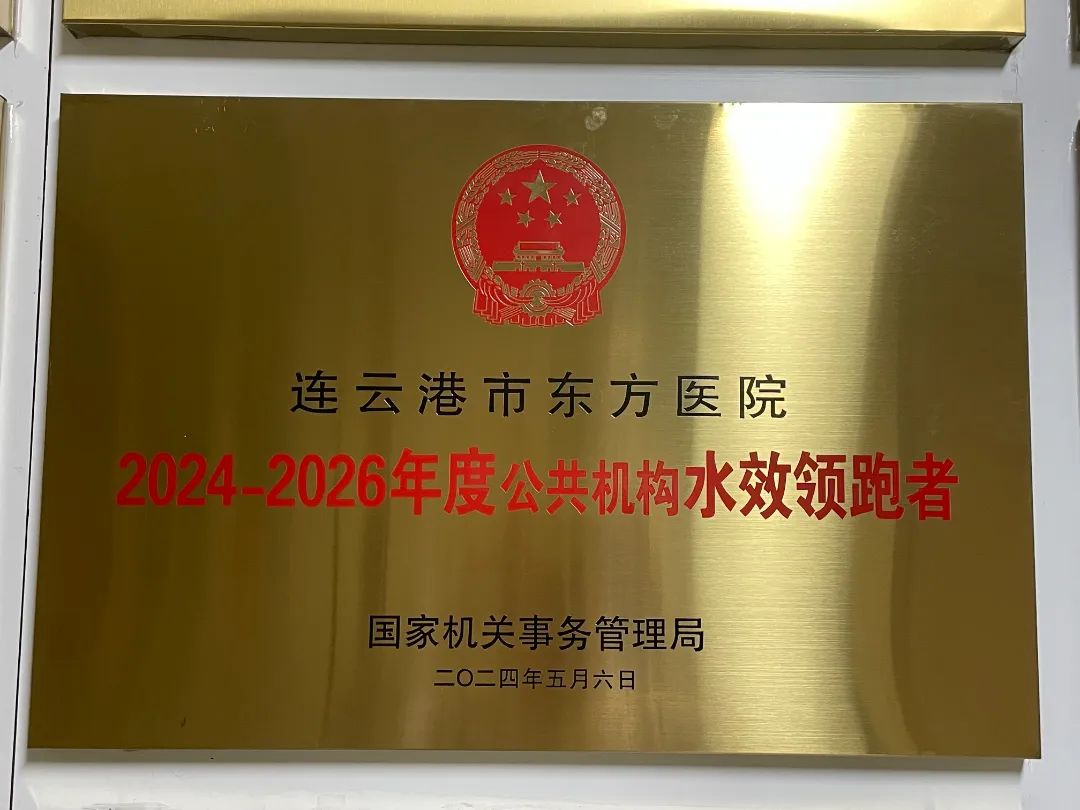 连云港市东方医院
2024-2026年度公共机构水效领跑者
国家机关事务管理局
二〇二四年五月六日